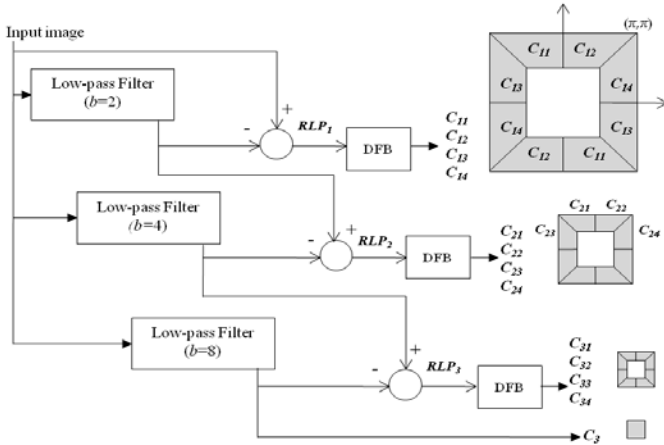 Input image
(π,π)
C11 C12
Low-pass Filter
(b=2)
+
-
RLP1
DFB
C11
C12
C13
C14
C13 C14
C14 C13
C12 C11
Low-pass Filter
(b=4)
+
-
RLP2
DFB
C21
C22
C23
C24
C21 C22
C23 C24
Low-pass Filter
(b=8)
+
-
RLP3
DFB
C31
C32
C33
C34
C3